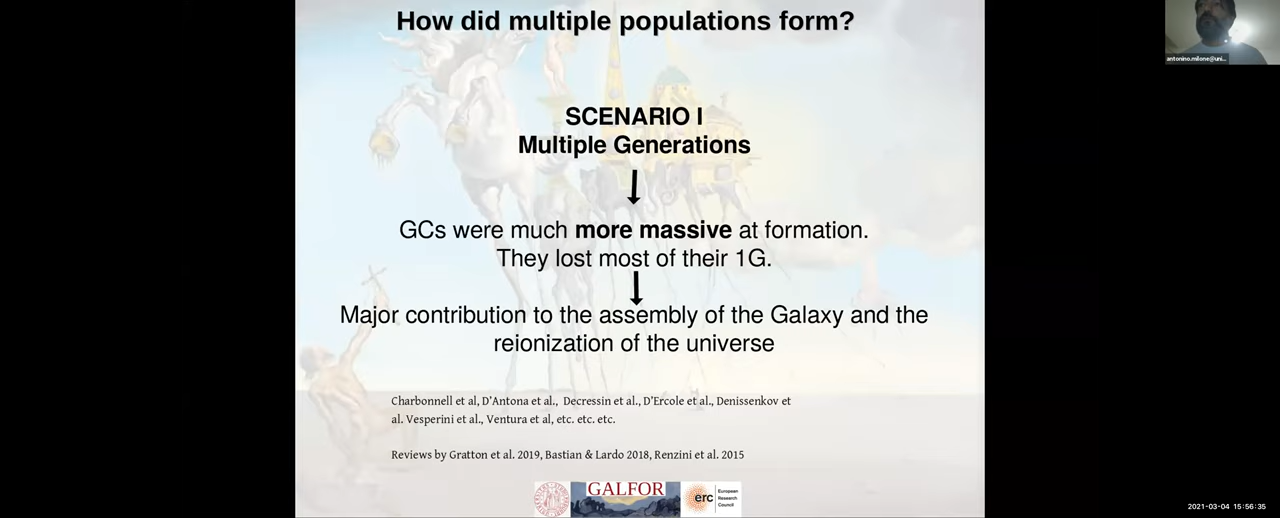 How did multiple populations form?
antonino.milone@uni...
SCENARIO I
Multiple Generations
GCs were much more massive at formation.
They lost most of their 1G.
Major contribution to the assembly of the Galaxy and the
reionization of the universe
Charbonnell et al, D'Antona et al., Decressin et al., D'Ercole et al., Denissenkov et
al. Vesperini et al., Ventura et al, etc. etc. etc.
Reviews by Gratton et al. 2019, Bastian & Lardo 2018, Renzini et al. 2015
GALFOR
erc
European
Research
Council
2021-03-04 15:56:35